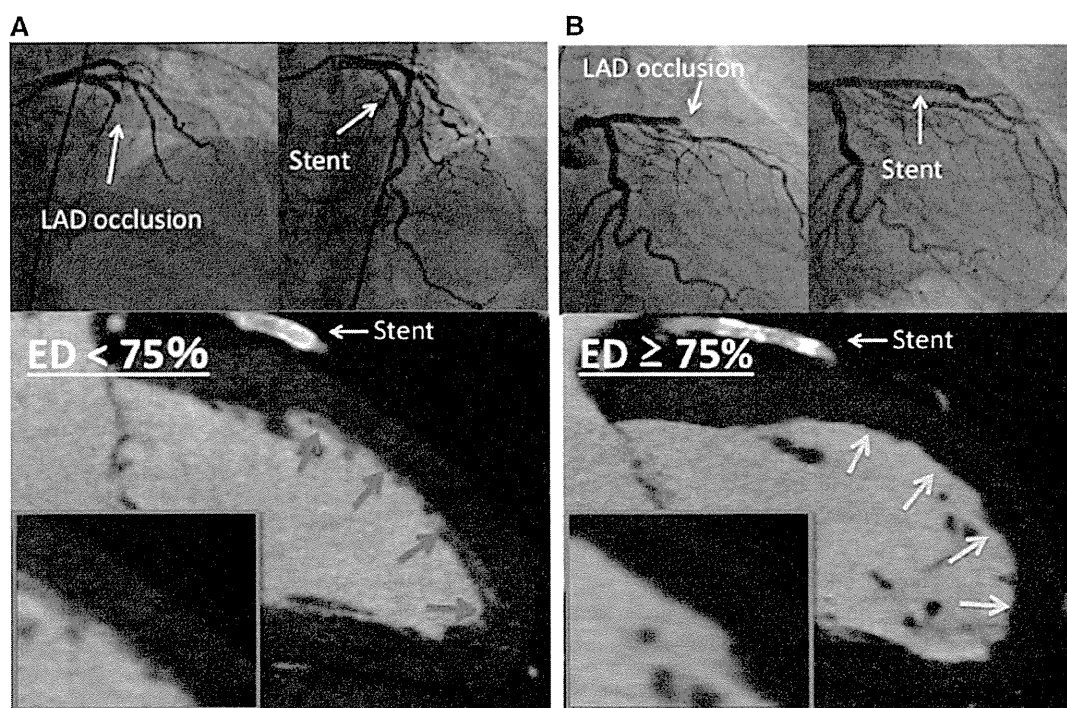 A
LAD occlusion
Stent
Stent
ED < 75%
B
LAD occlusion
Stent
Stent
ED ≥ 75%